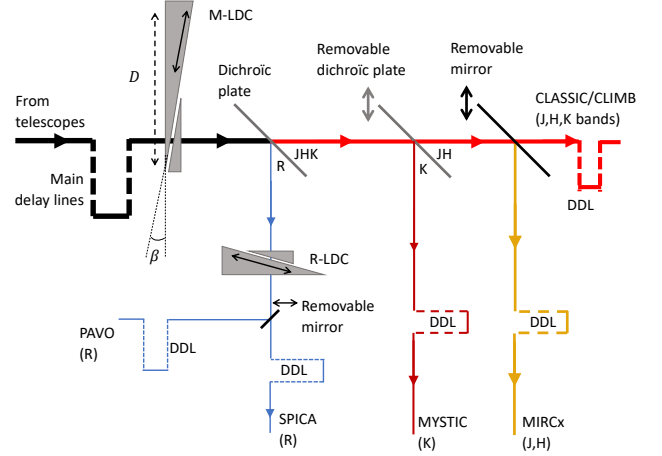 M-LDC
D
From
telescopes
Main
delay lines
β
Dichroïc
plate
Removable
dichroïc plate
Removable
mirror
CLASSIC/CLIMB
(J,H,K bands)
DDL
JHK
R
JH
K
R-LDC
Removable
mirror
PAVO
(R)
DDL
DDL
SPICA
(R)
DDL
MYSTIC
(K)
DDL
MIRCx
(J,H)